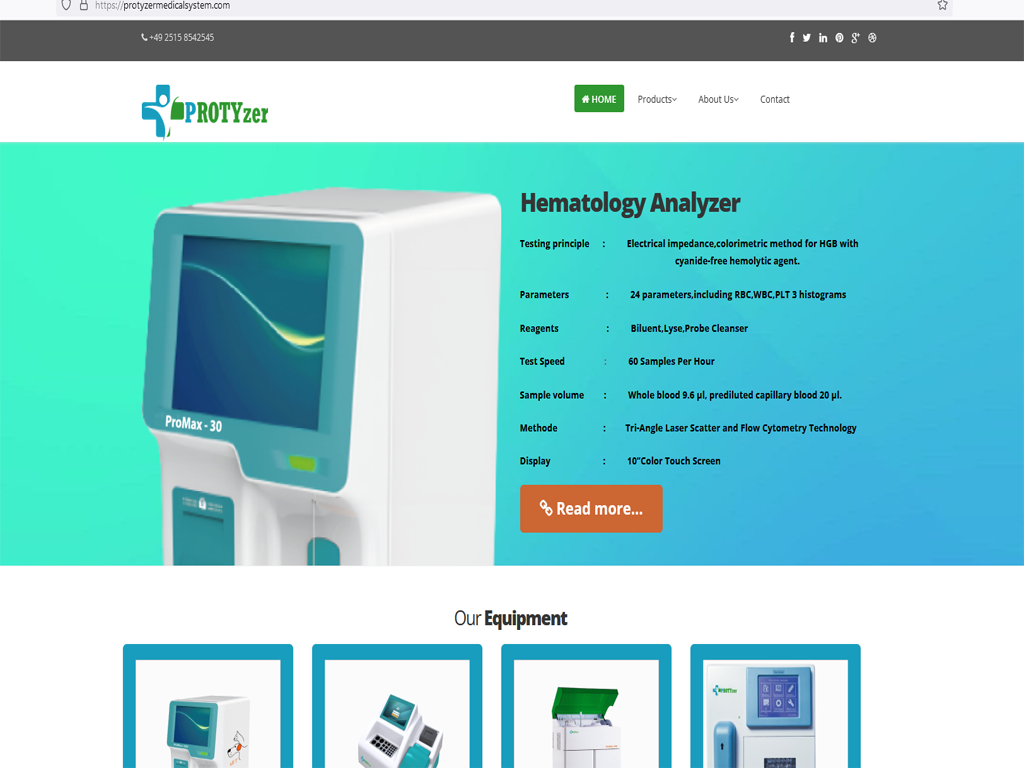 https://protyzermedicalsystem.com
+49 2515 8542545
PROTYzer
HOME Products About Us Contact
Hematology Analyzer
Testing principle : Electrical impedance,colorimetric method for HGB with
cyanide-free hemolytic agent.
Parameters : 24 parameters,including RBC,WBC,PLT 3 histograms
Reagents : Biluent,Lyse,Probe Cleanser
Test Speed : 60 Samples Per Hour
Sample volume : Whole blood 9.6 µl, prediluted capillary blood 20 µl.
Methode : Tri-Angle Laser Scatter and Flow Cytometry Technology
Display : 10"Color Touch Screen
ProMax - 30
Read more...
Our Equipment
PROTYzer